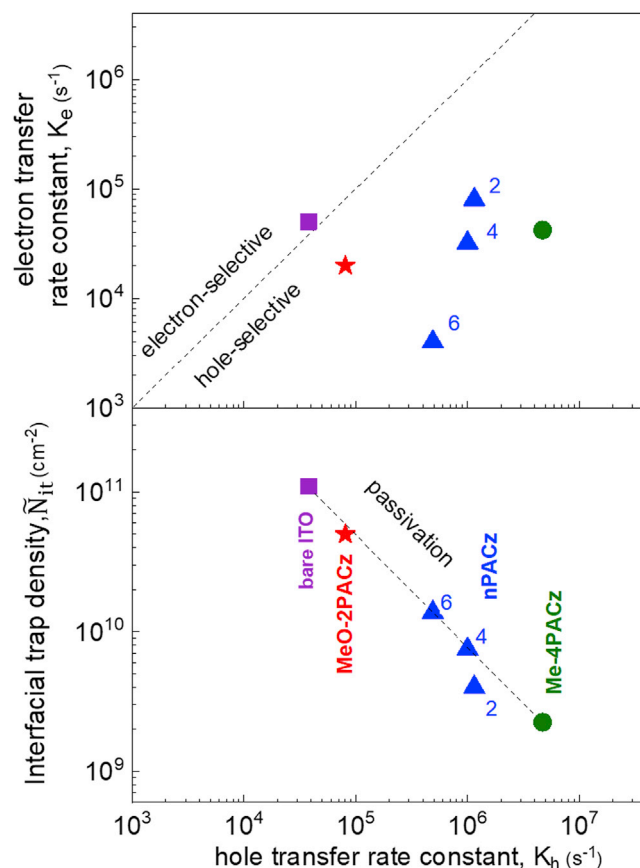 electron transfer
rate constant, K_e (s^-1)
10^6
10^5
10^4
10^3
electron-selective
hole-selective
2
4
6
Interfacial trap density, Ñ_it (cm^-2)
10^11
10^10
10^9
passivation
bare ITO
MeO-2PACz
nPACz
Me-4PACz
6
4
2
10^3 10^4 10^5 10^6 10^7
hole transfer rate constant, K_h (s^-1)